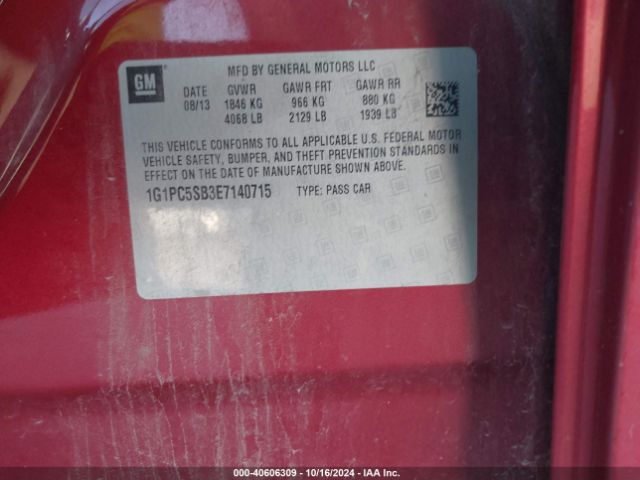 GM
MFD BY GENERAL MOTORS LLC
DATE GVWR GAWR FRT GAWR RR
08/13 1846 KG 966 KG 880 KG
4068 LB 2129 LB 1939 LB
THIS VEHICLE CONFORMS TO ALL APPLICABLE U.S. FEDERAL MOTOR
VEHICLE SAFETY, BUMPER, AND THEFT PREVENTION STANDARDS IN
EFFECT ON THE DATE OF MANUFACTURE SHOWN ABOVE.
1G1PC5SB3E7140715 TYPE: PASS CAR
000-40606309 | 10/16/2024 | IAA Inc.